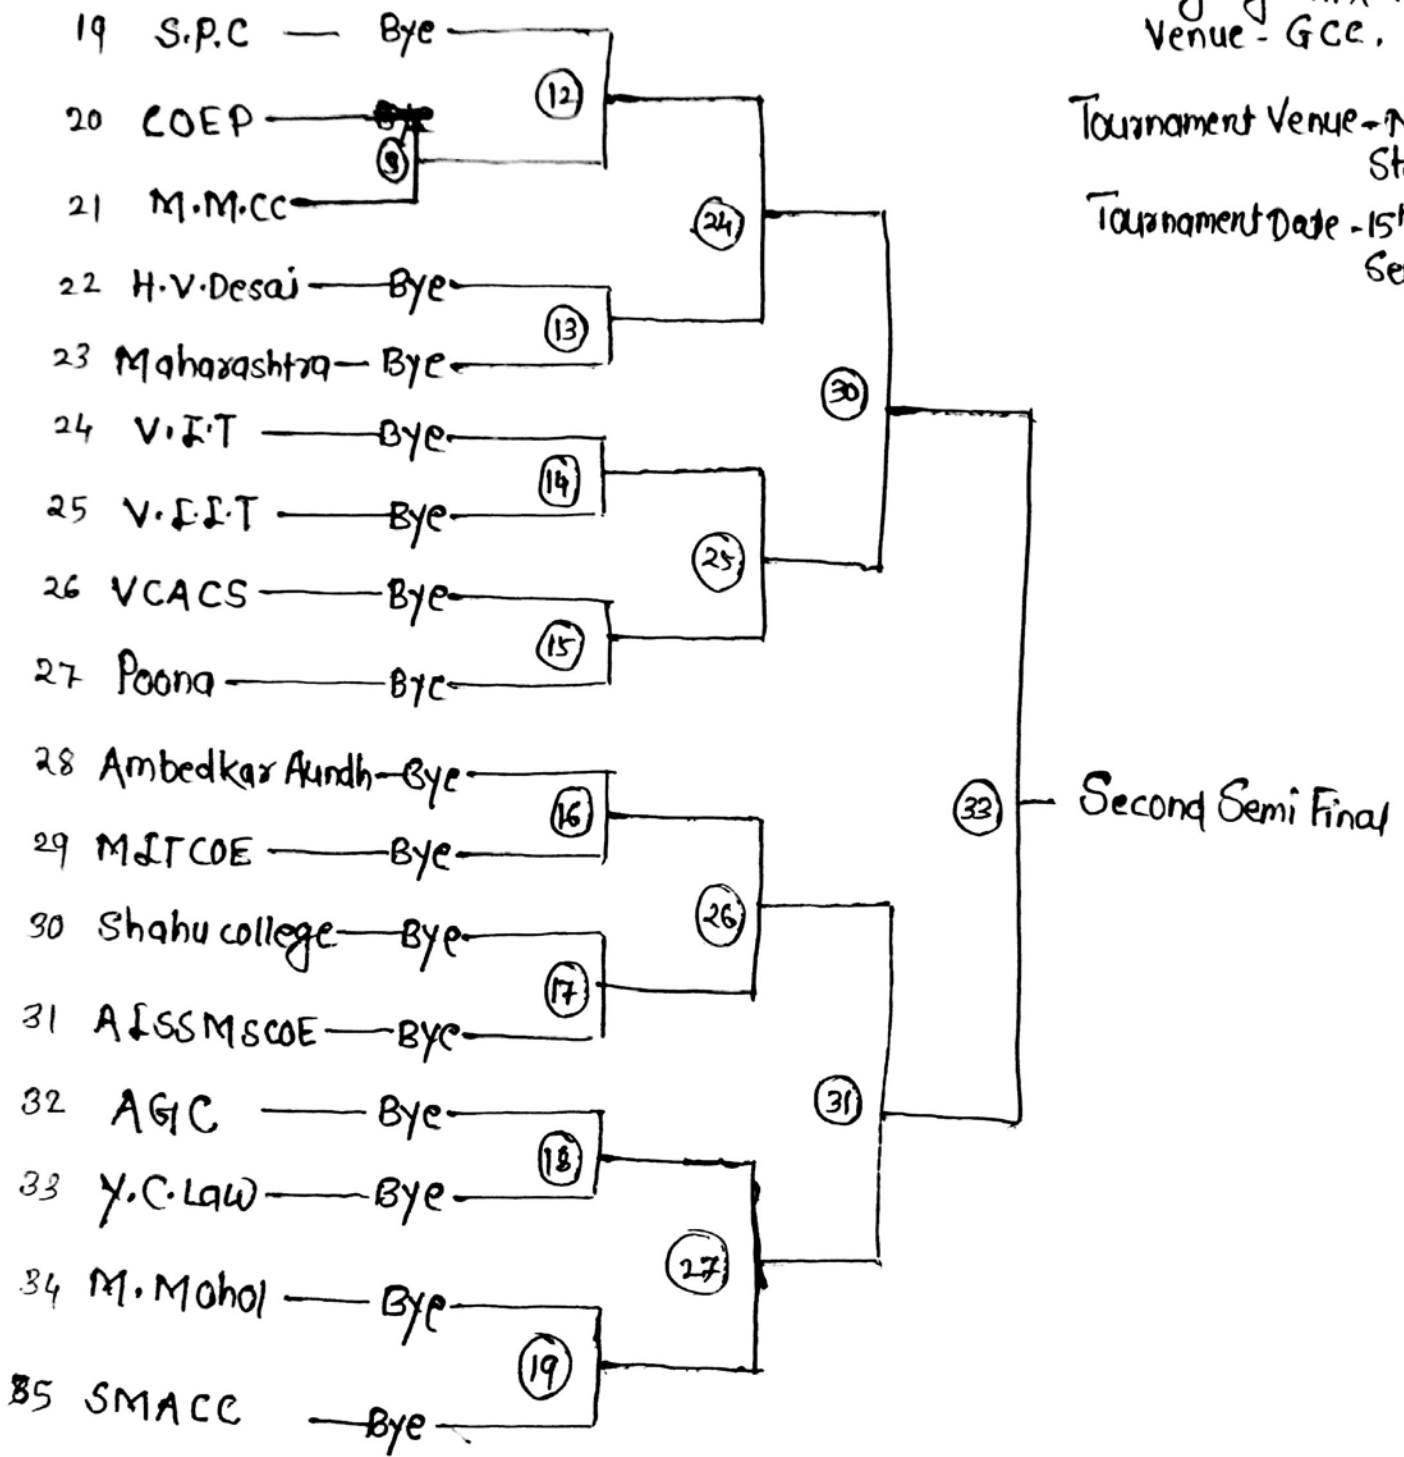 19 S.P.C — Bye
Venue - GCC.
12
20 COEP
Tournament Venue -
9
21 M.M.CC
24
Tournament Date - 15th
22 H.V.Desai — Bye
13
23 Maharashtra — Bye
30
24 V.I.T — Bye
14
25 V.I.I.T — Bye
25
26 VCACS — Bye
15
27 Poona — Bye
28 Ambedkar Aundh — Bye
16
33 — Second Semi Final
29 MITCOE — Bye
26
30 Shahu college — Bye
17
31 AISSMSCOE — Bye
31
32 AGC — Bye
18
33 Y.C.Law — Bye
27
34 M.Mohol — Bye
19
35 SMACC — Bye